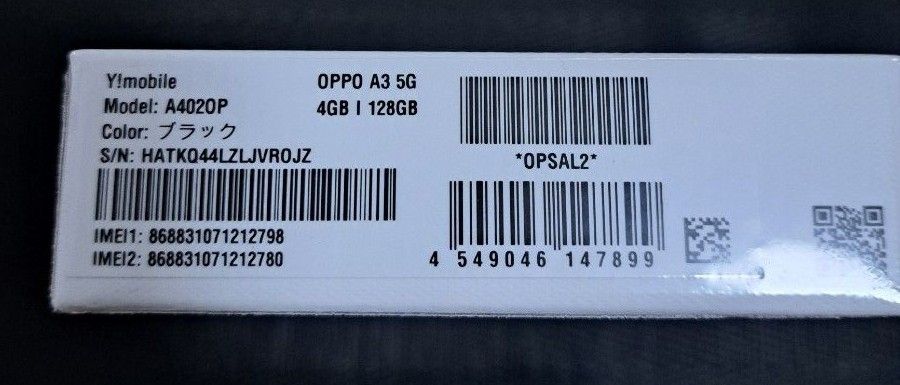 Y!mobile
OPPO A3 5G
Model: A402OP
4GB | 128GB
Color: ブラック
S/N: HATKQ44LZLJVROJZ
IMEI1: 868831071212798
IMEI2: 868831071212780
*OPSAL2*
4 549046 147899